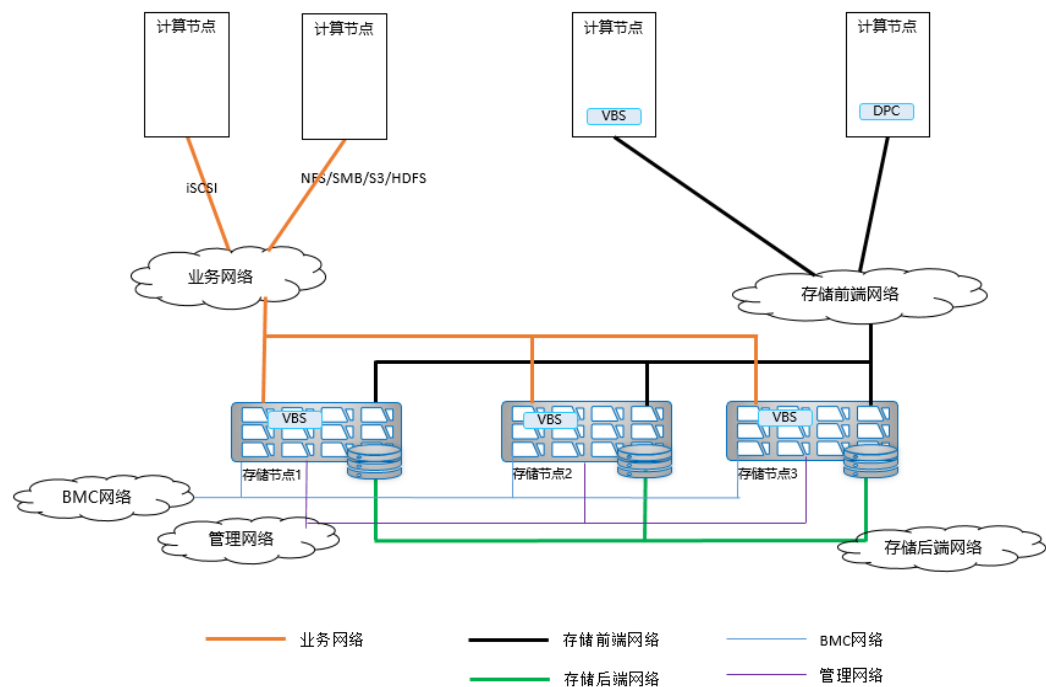 计算节点
计算节点
计算节点
计算节点
VBS
DPC
iSCSI
NFS/SMB/S3/HDFS
业务网络
存储前端网络
VBS
VBS
VBS
存储节点1
存储节点2
存储节点3
BMC网络
管理网络
存储后端网络
业务网络
存储前端网络
BMC网络
存储后端网络
管理网络